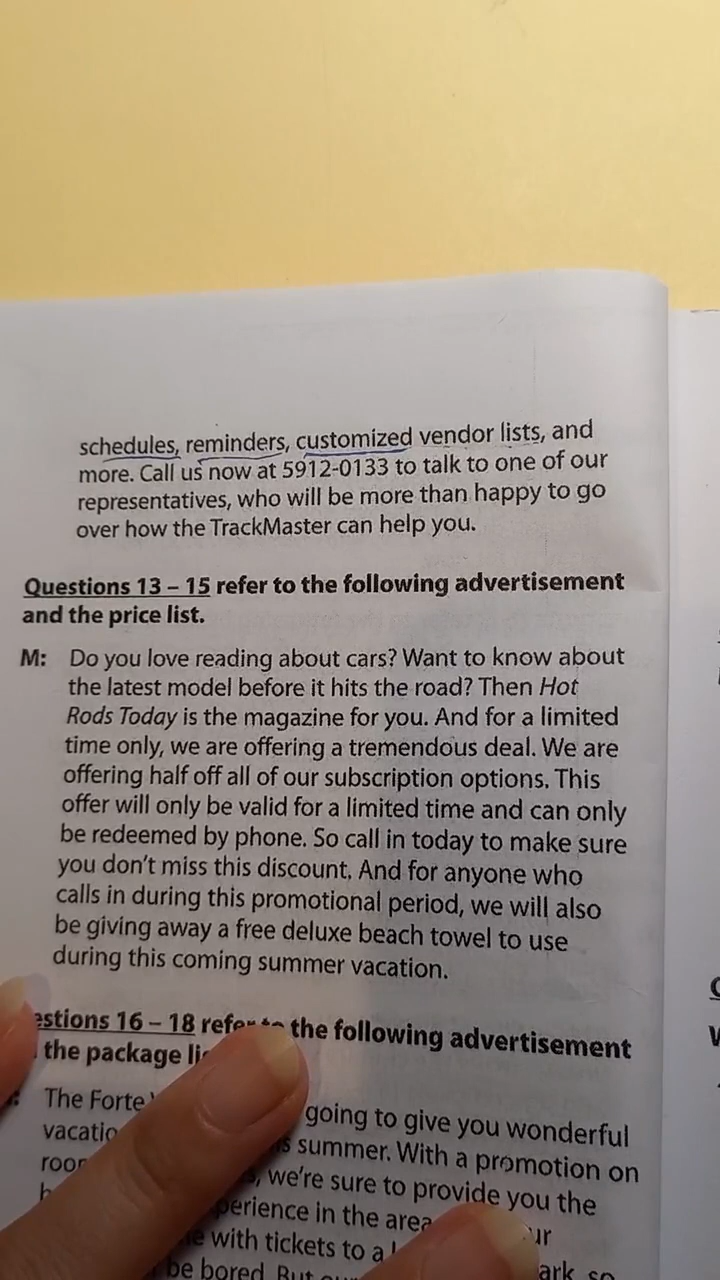 schedules, reminders, customized vendor lists, and
more. Call us now at 5912-0133 to talk to one of our
representatives, who will be more than happy to go
over how the TrackMaster can help you.
Questions 13 – 15 refer to the following advertisement
and the price list.
M: Do you love reading about cars? Want to know about
the latest model before it hits the road? Then Hot
Rods Today is the magazine for you. And for a limited
time only, we are offering a tremendous deal. We are
offering half off all of our subscription options. This
offer will only be valid for a limited time and can only
be redeemed by phone. So call in today to make sure
you don't miss this discount. And for anyone who
calls in during this promotional period, we will also
be giving away a free deluxe beach towel to use
during this coming summer vacation.
16 – 18 refer to the following advertisement
the package
The Forte going to give you wonderful
summer. With a promotion on
we're sure to provide you the
in the area
with tickets to a
be bored. But